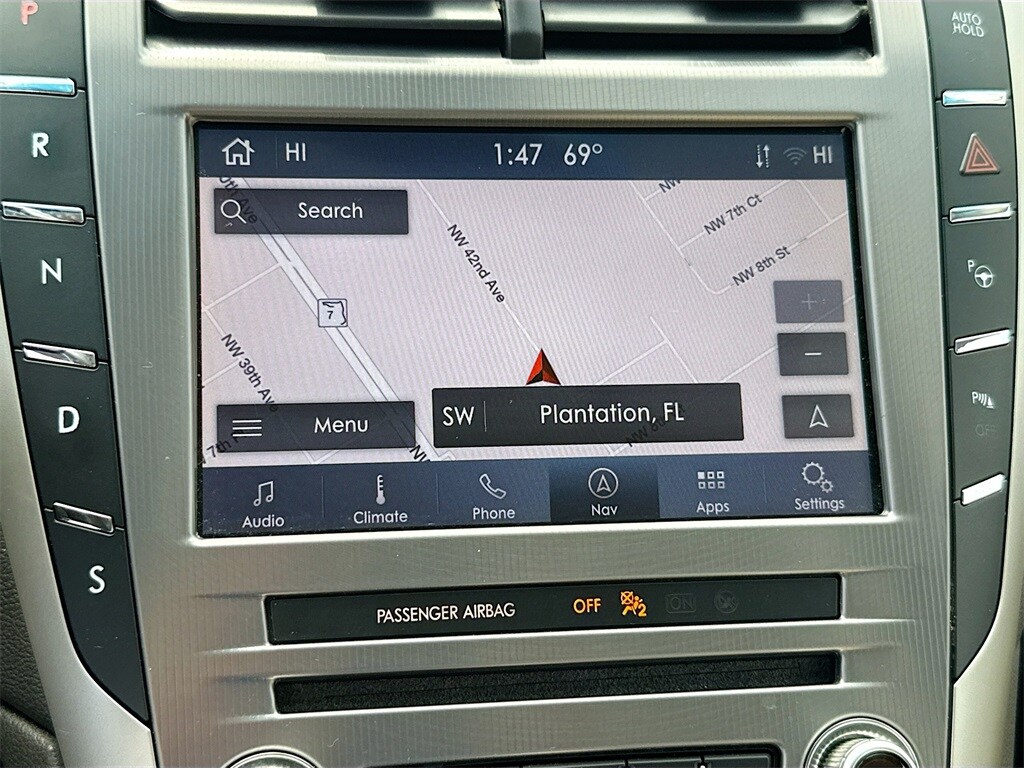 P
R
N
D
S
AUTO HOLD
P
P
OFF
HI
1:47 69°
HI
Search
NW 42nd Ave
NW 7th Ct
NW 8th St
7
NW 39th Ave
Menu
SW
Plantation, FL
Audio
Climate
Phone
Nav
Apps
Settings
PASSENGER AIRBAG OFF 2 ON